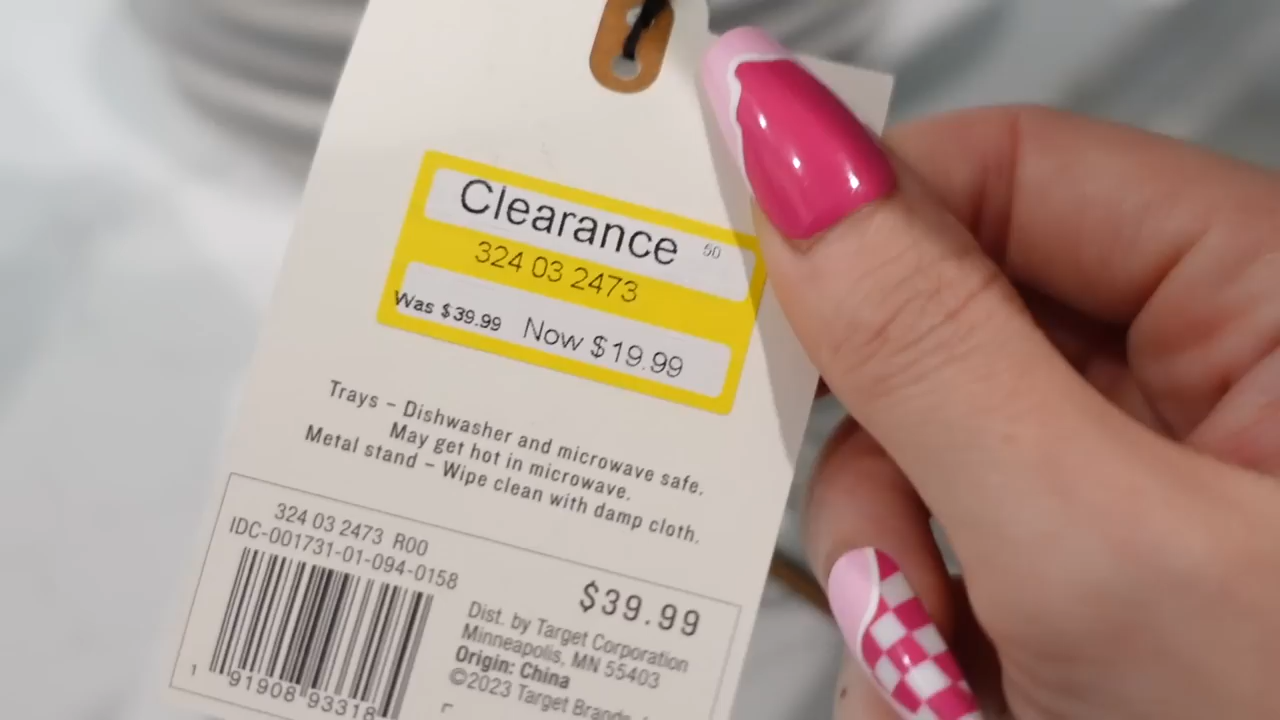 Clearance 50
324 03 2473
Was $39.99 Now $19.99
Trays – Dishwasher and microwave safe.
May get hot in microwave.
Metal stand – Wipe clean with damp cloth.
324 03 2473 R00
IDC-001731-01-094-0158
$39.99
Dist. by Target Corporation
Minneapolis, MN 55403
Origin: China
©2023 Target Brands,
1 91908 93318